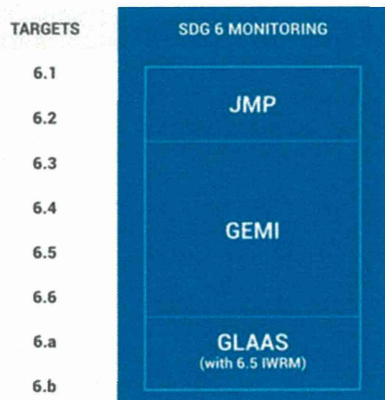 TARGETS SDG 6 MONITORING
6.1
JMP
6.2
6.3
6.4
GEMI
6.5
6.6
6.a GLAAS
(with 6.5 IWRM)
6.b